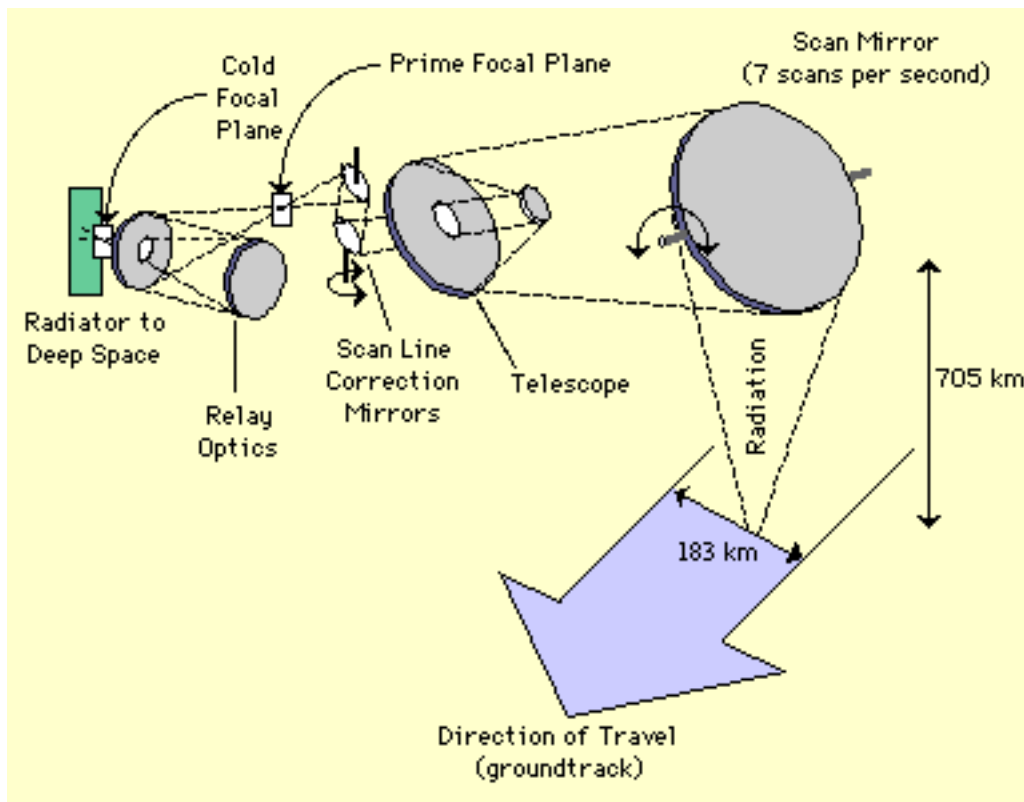 Scan Mirror
(7 scans per second)
Prime Focal Plane
Cold
Focal
Plane
Radiator to
Deep Space
Relay
Optics
Scan Line
Correction
Mirrors
Telescope
Radiation
705 km
183 km
Direction of Travel
(groundtrack)